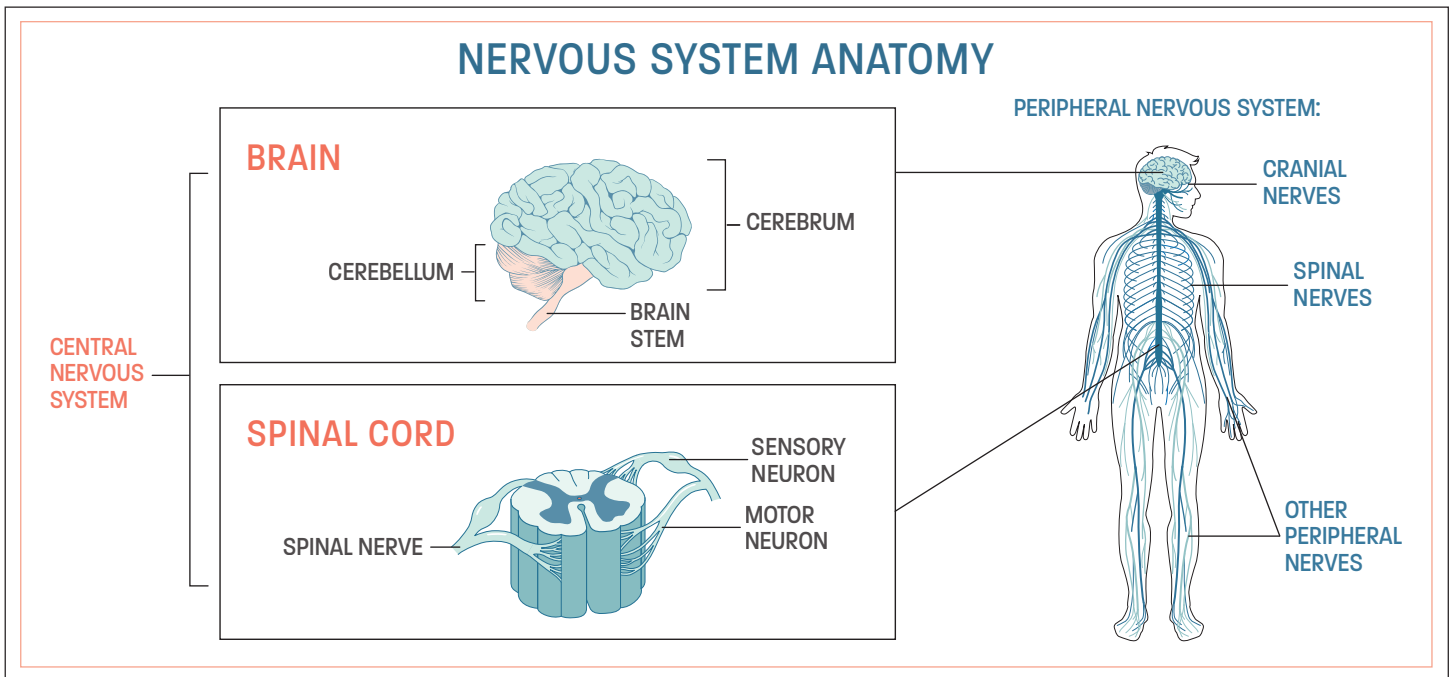 NERVOUS SYSTEM ANATOMY
CENTRAL
NERVOUS
SYSTEM
BRAIN
CEREBRUM
CEREBELLUM
BRAIN
STEM
SPINAL CORD
SENSORY
NEURON
MOTOR
NEURON
SPINAL NERVE
PERIPHERAL NERVOUS SYSTEM:
CRANIAL
NERVES
SPINAL
NERVES
OTHER
PERIPHERAL
NERVES